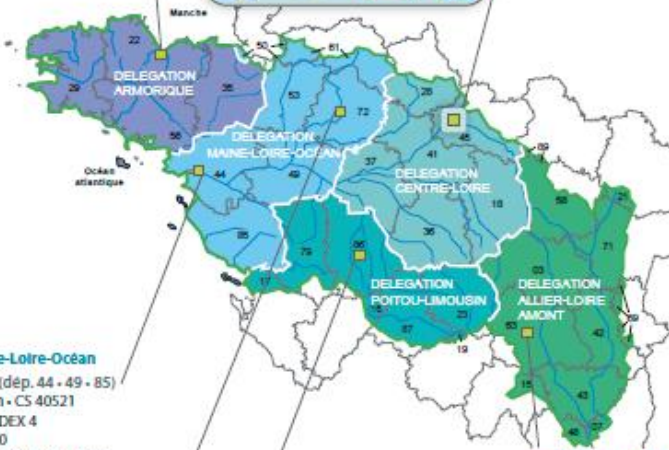 Manche
50
61
22
DELEGATION
ARMORIQUE
29
35
56
53
72
28
45
DELEGATION
MAINE-LOIRE-OCEAN
Océan
atlantique
44
49
37
41
89
DELEGATION
CENTRE-LOIRE
18
36
58
21
71
85
79
86
17
DELEGATION
POITOU-LIMOUSIN
03
DELEGATION
ALLIER-LOIRE
AMONT
69
87
23
19
63
42
15
43
48
07
e-Loire-Océan
(dép. 44 • 49 • 85)
n • CS 40521
DEX 4
0